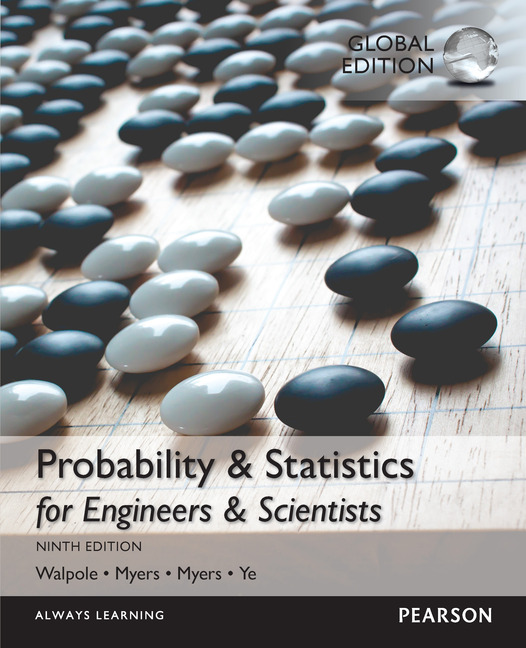 GLOBAL
EDITION
Probability & Statistics
for Engineers & Scientists
NINTH EDITION
Walpole • Myers • Myers • Ye
ALWAYS LEARNING
PEARSON